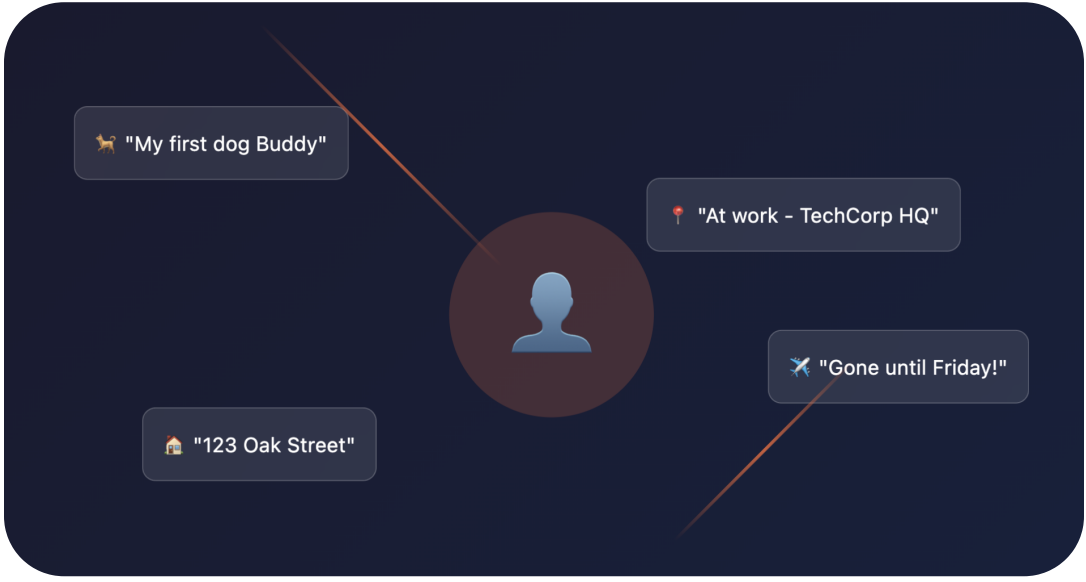 "My first dog Buddy"
"At work - TechCorp HQ"
"Gone until Friday!"
"123 Oak Street"